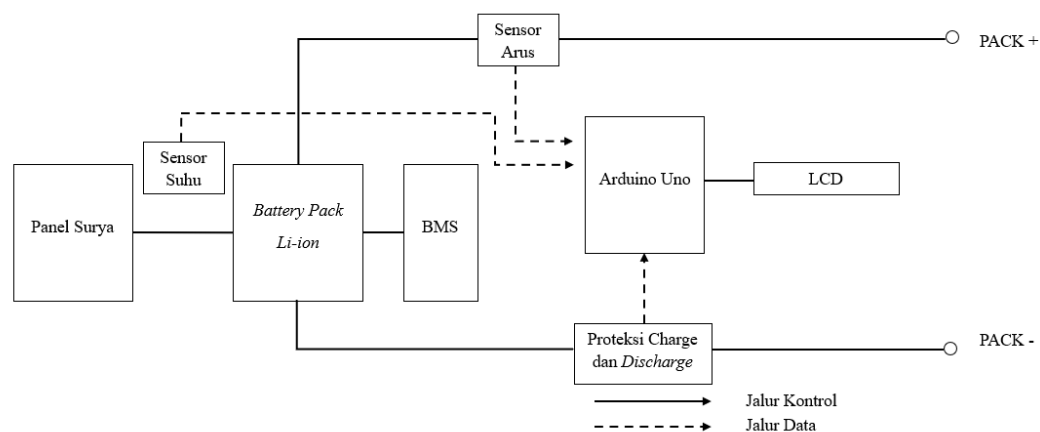 Sensor
Arus
PACK +
Sensor
Suhu
Arduino Uno
LCD
Panel Surya
Battery Pack
Li-ion
BMS
Proteksi Charge
dan Discharge
PACK -
Jalur Kontrol
Jalur Data